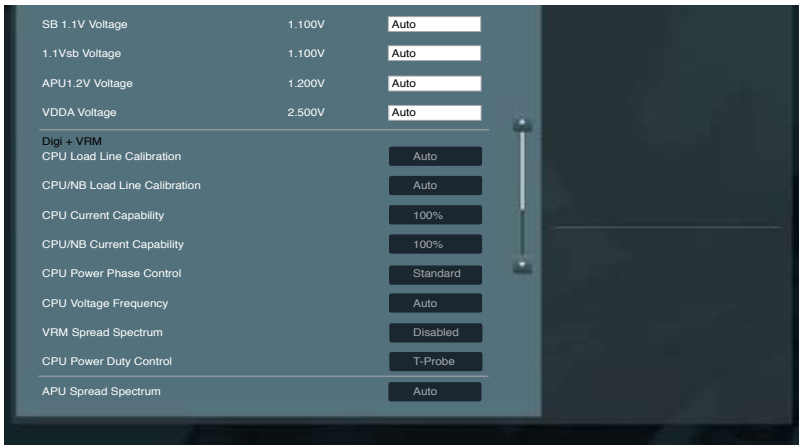 SB 1.1V Voltage 1.100V Auto
1.1Vsb Voltage 1.100V Auto
APU1.2V Voltage 1.200V Auto
VDDA Voltage 2.500V Auto
Digi + VRM
CPU Load Line Calibration Auto
CPU/NB Load Line Calibration Auto
CPU Current Capability 100%
CPU/NB Current Capability 100%
CPU Power Phase Control Standard
CPU Voltage Frequency Auto
VRM Spread Spectrum Disabled
CPU Power Duty Control T-Probe
APU Spread Spectrum Auto